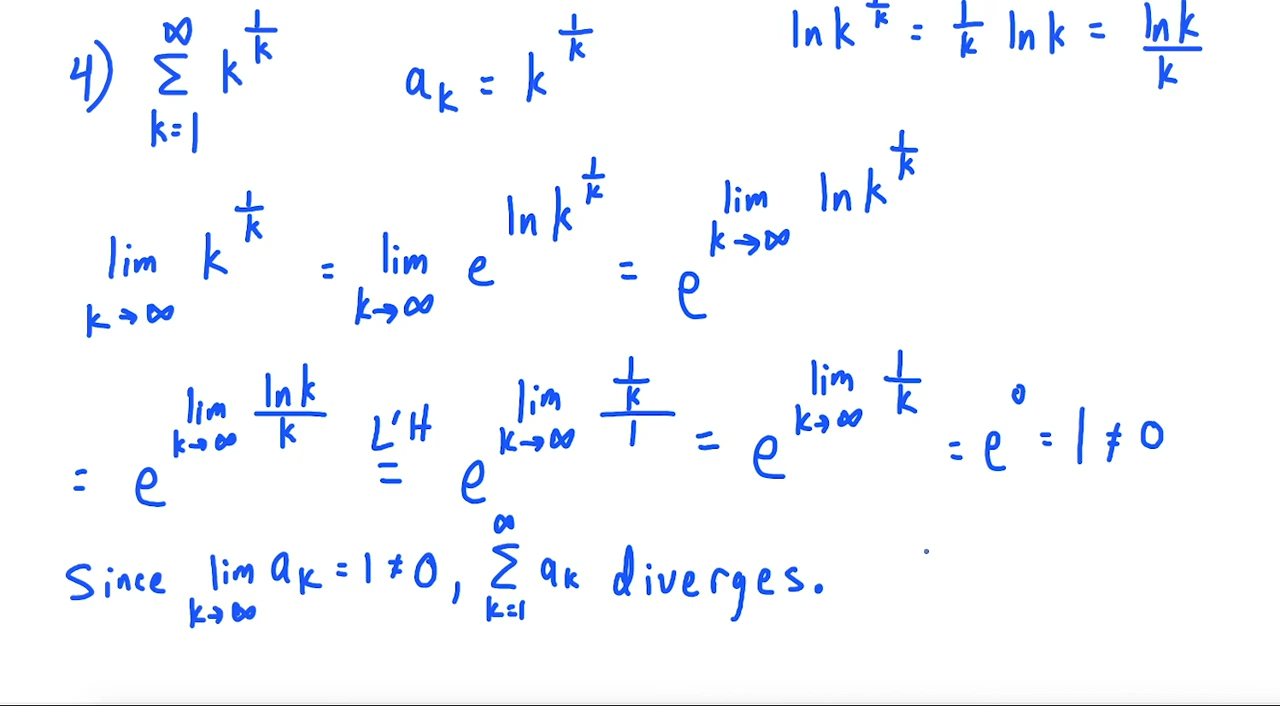 4) ∑_{k=1}^{∞} k^{1/k}   a_k = k^{1/k}   ln k^{1/k} = 1/k ln k = ln k / k
lim_{k→∞} k^{1/k} = lim_{k→∞} e^{ln k^{1/k}} = e^{lim_{k→∞} ln k^{1/k}}
= e^{lim_{k→∞} ln k / k} L'H = e^{lim_{k→∞} (1/k)/1} = e^{lim_{k→∞} 1/k} = e^0 = 1 ≠ 0
Since lim_{k→∞} a_k = 1 ≠ 0, ∑_{k=1}^{∞} a_k diverges.